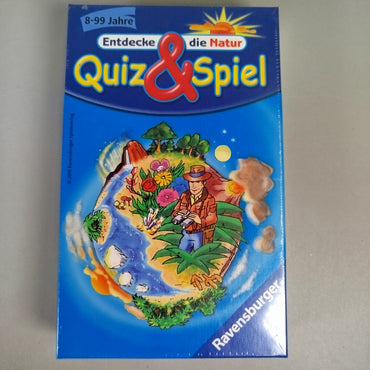 8-99 Jahre
Entdecke die Natur
Quiz & Spiel
Ravensburger